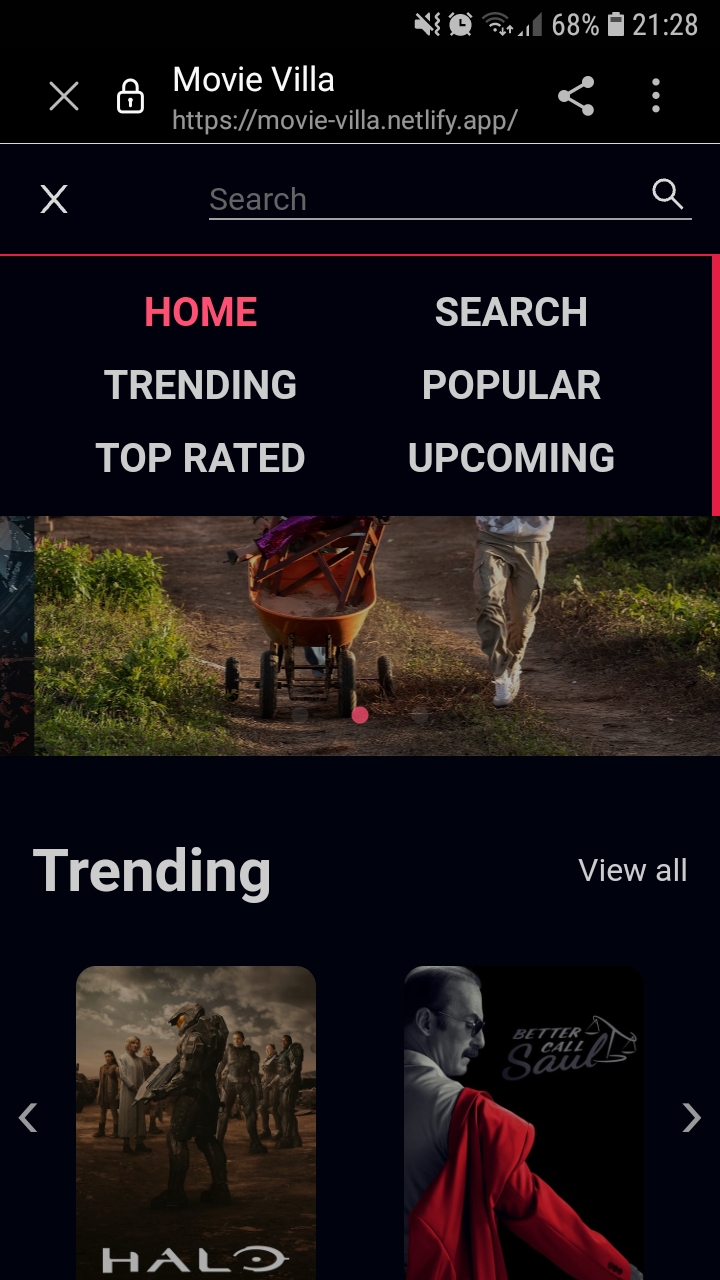 68% 21:28
Movie Villa
https://movie-villa.netlify.app/
X Search
HOME SEARCH
TRENDING POPULAR
TOP RATED UPCOMING
Trending View all
BETTER
CALL
Saul
HALO